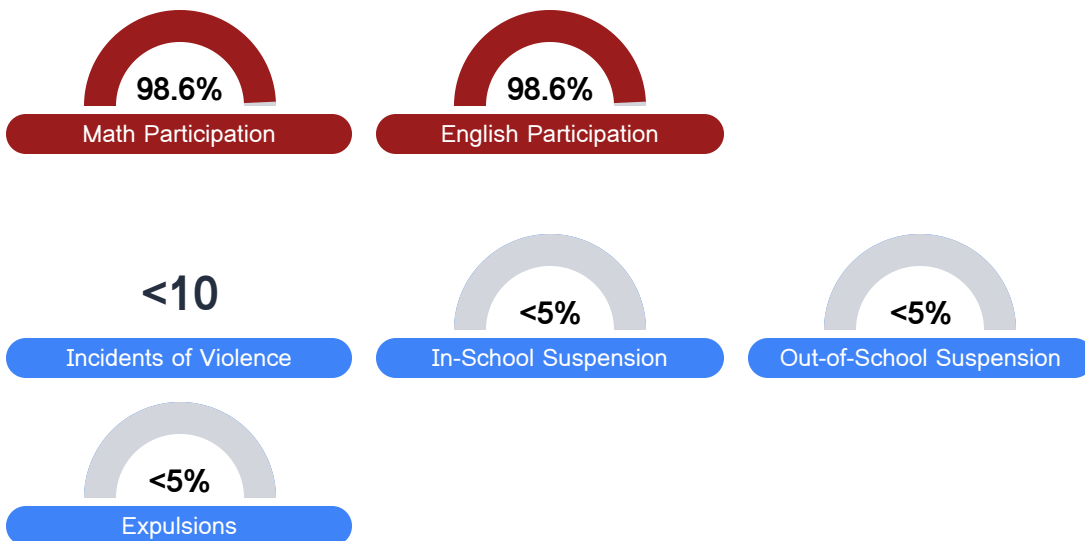 98.6%
Math Participation
98.6%
English Participation
<10
Incidents of Violence
<5%
In-School Suspension
<5%
Out-of-School Suspension
<5%
Expulsions